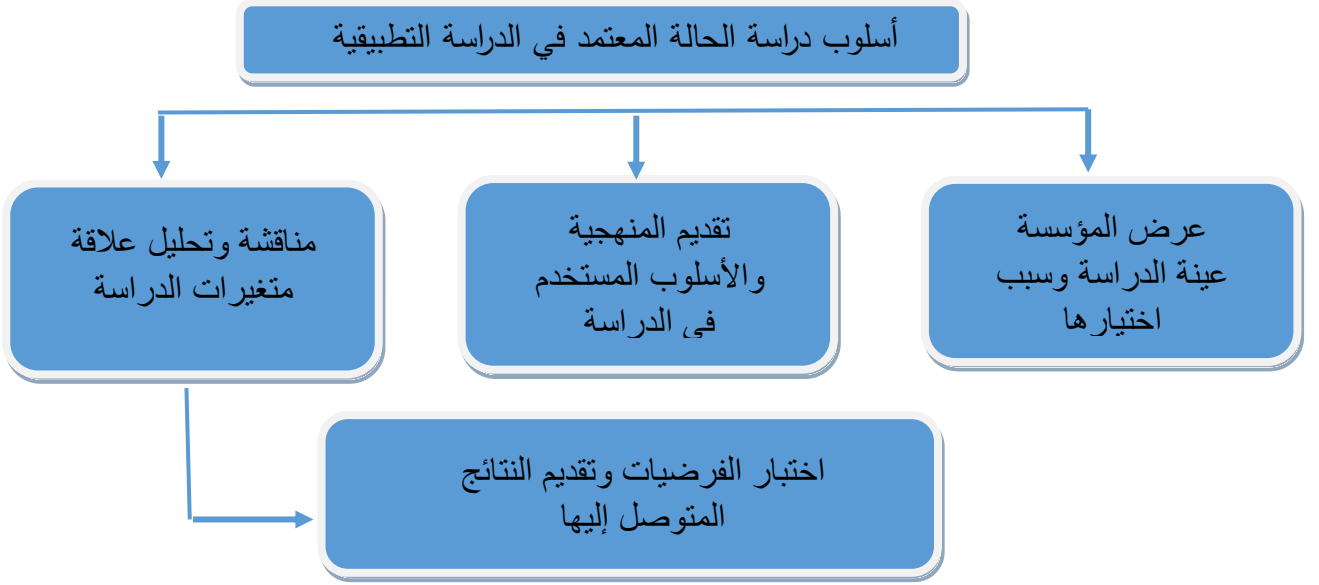 أسلوب دراسة الحالة المعتمد في الدراسة التطبيقية
عرض المؤسسة
عينة الدراسة وسبب
اختيارها
تقديم المنهجية
والأسلوب المستخدم
في الدراسة
مناقشة وتحليل علاقة
متغيرات الدراسة
اختبار الفرضيات وتقديم النتائج
المتوصل إليها